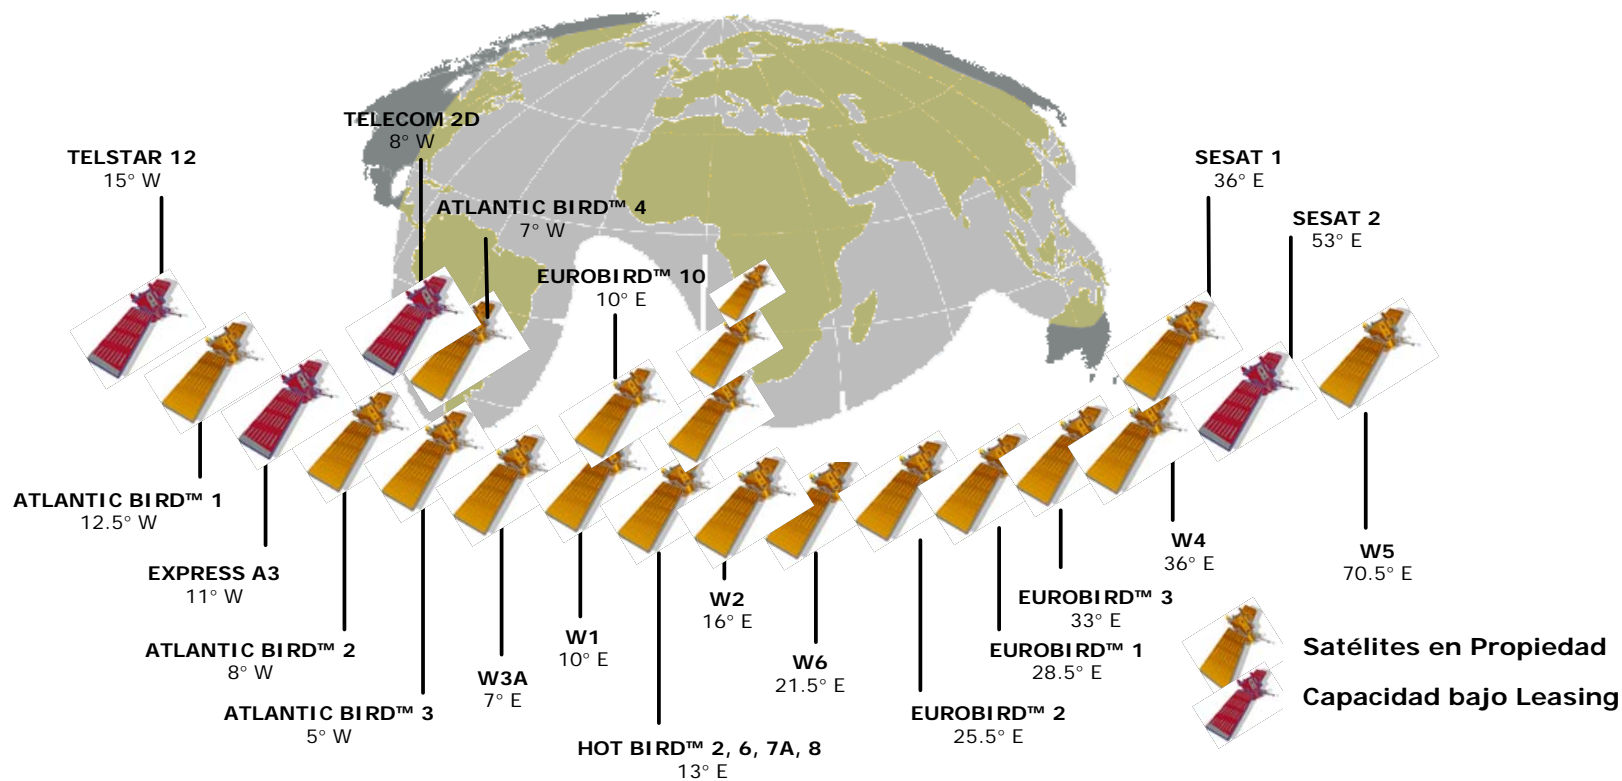 TELECOM 2D
8° W
TELSTAR 12
15° W
SESAT 1
36° E
ATLANTIC BIRD™ 4
7° W
SESAT 2
53° E
EUROBIRD™ 10
10° E
ATLANTIC BIRD™ 1
12.5° W
EXPRESS A3
11° W
ATLANTIC BIRD™ 2
8° W
ATLANTIC BIRD™ 3
5° W
W3A
7° E
W1
10° E
HOT BIRD™ 2, 6, 7A, 8
13° E
W2
16° E
W6
21.5° E
EUROBIRD™ 2
25.5° E
EUROBIRD™ 1
28.5° E
EUROBIRD™ 3
33° E
W4
36° E
W5
70.5° E
Satélites en Propiedad
Capacidad bajo Leasing